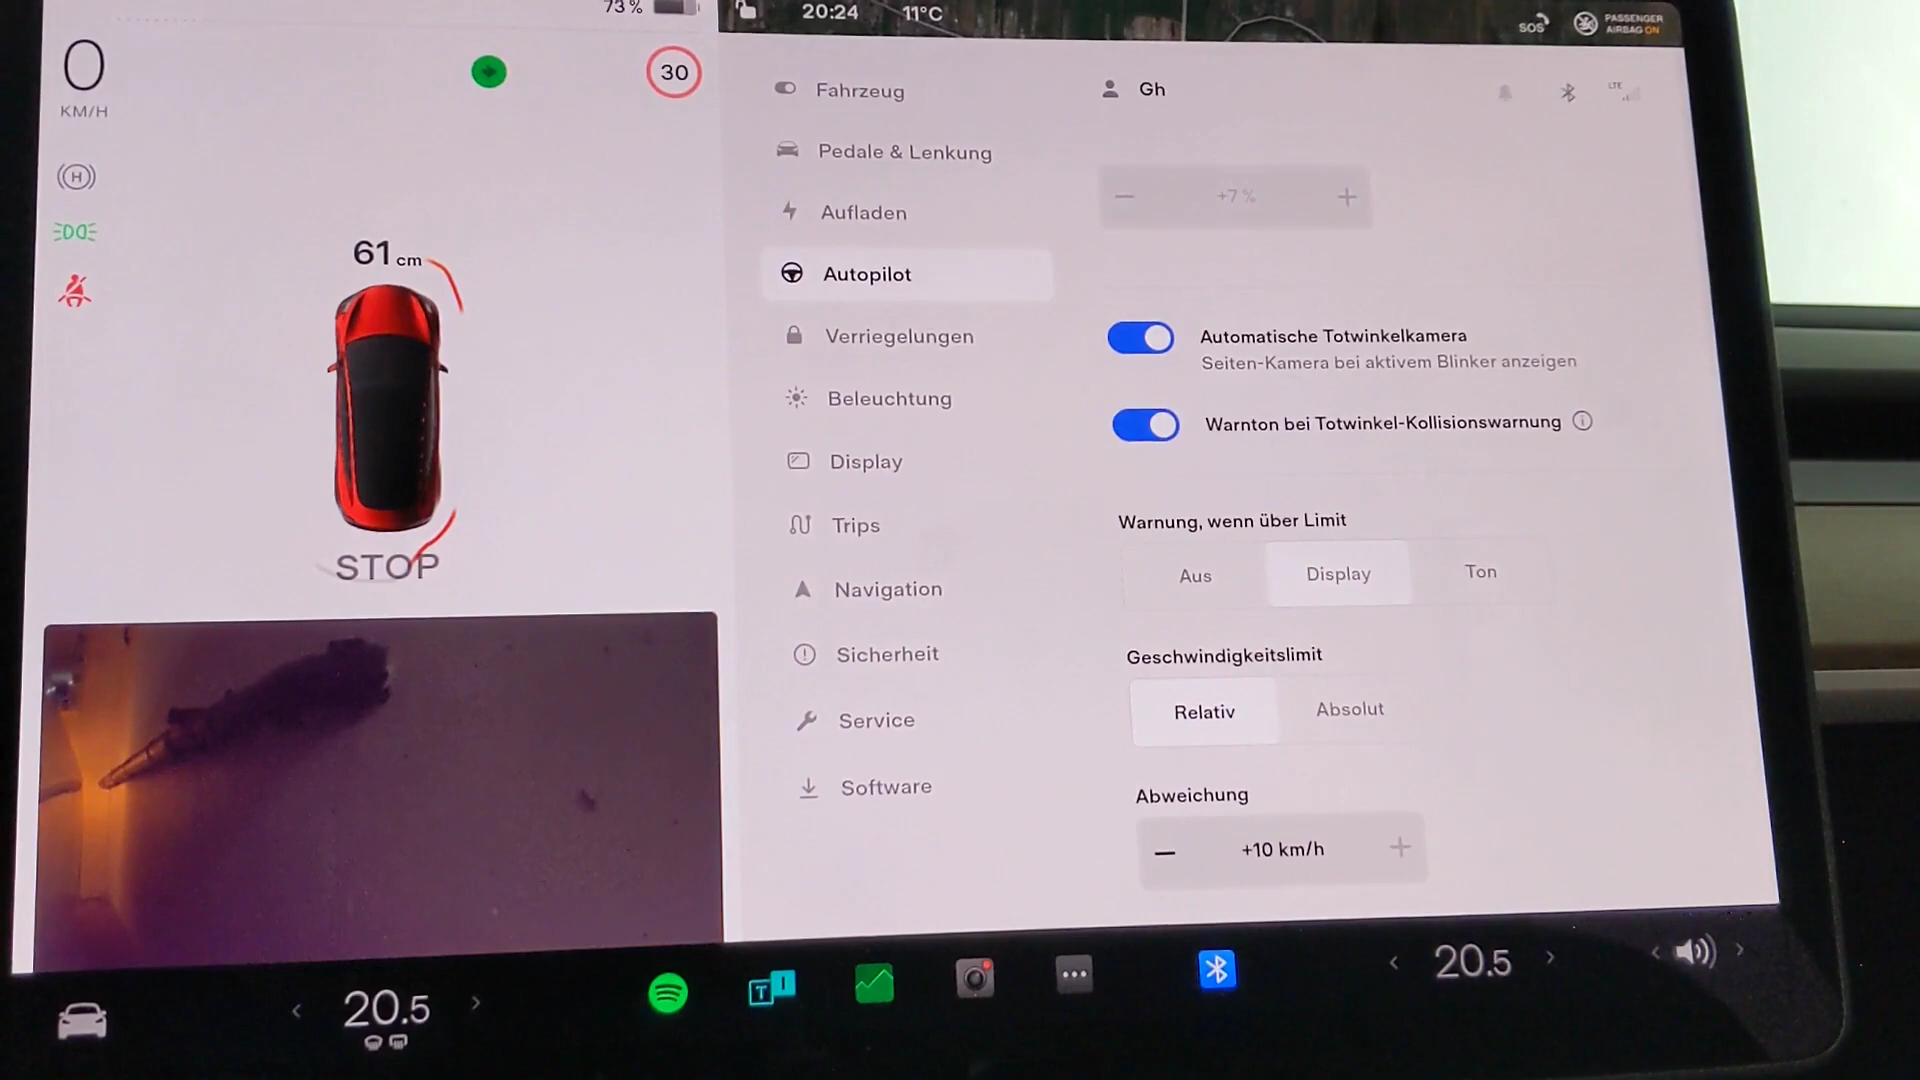 73%
20:24
11°C
SOS
PASSENGER
AIRBAG ON
0
KM/H
30
H
61 cm
STOP
Fahrzeug
Pedale & Lenkung
Aufladen
Autopilot
Verriegelungen
Beleuchtung
Display
Trips
Navigation
Sicherheit
Service
Software
Gh
LTE
− +7 % +
Automatische Totwinkelkamera
Seiten-Kamera bei aktivem Blinker anzeigen
Warnton bei Totwinkel-Kollisionswarnung
Warnung, wenn über Limit
Aus Display Ton
Geschwindigkeitslimit
Relativ Absolut
Abweichung
− +10 km/h +
20.5
T I
20.5